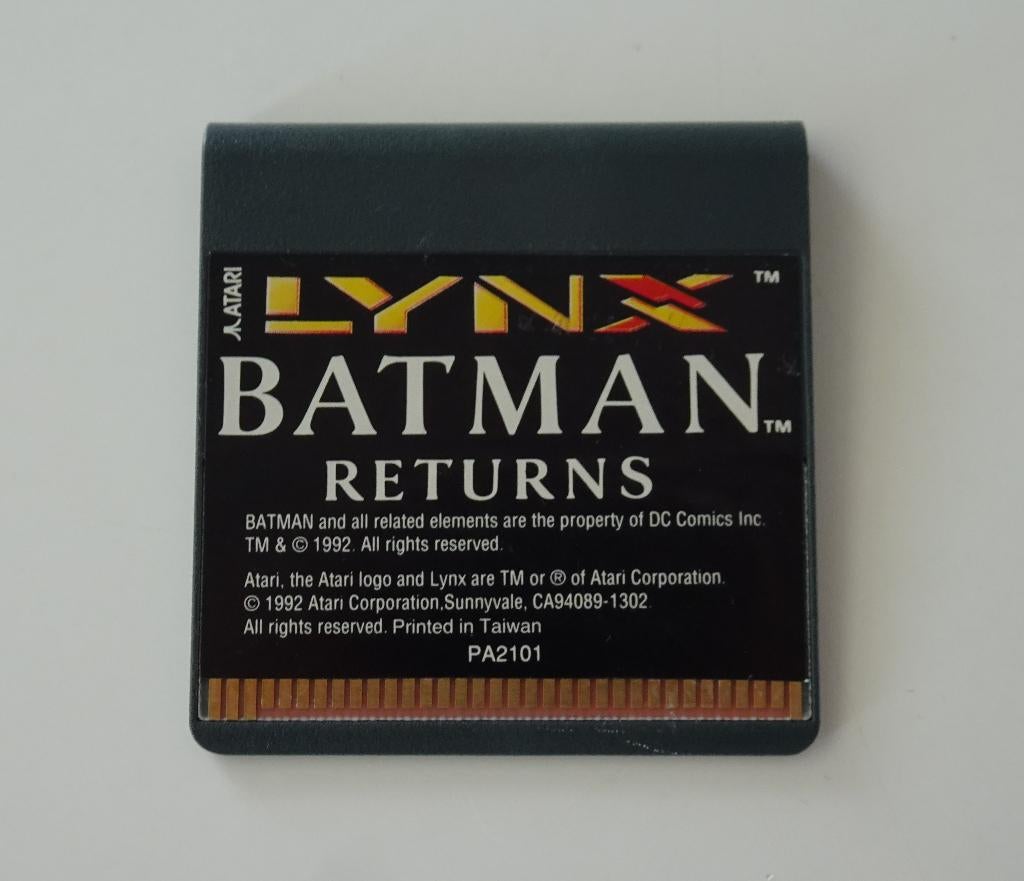 ATARI
LYNX ™
BATMAN™
RETURNS
BATMAN and all related elements are the property of DC Comics Inc.
TM & © 1992. All rights reserved.
Atari, the Atari logo and Lynx are TM or ® of Atari Corporation.
© 1992 Atari Corporation,Sunnyvale, CA94089-1302
All rights reserved. Printed in Taiwan
PA2101